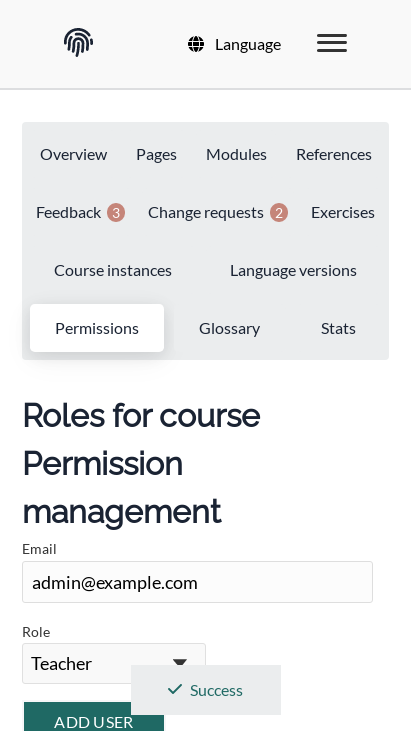 Language
Overview Pages Modules References
Feedback 3 Change requests 2 Exercises
Course instances Language versions
Permissions Glossary Stats
Roles for course
Permission
management
Email
admin@example.com
Role
Teacher
Success
ADD USER